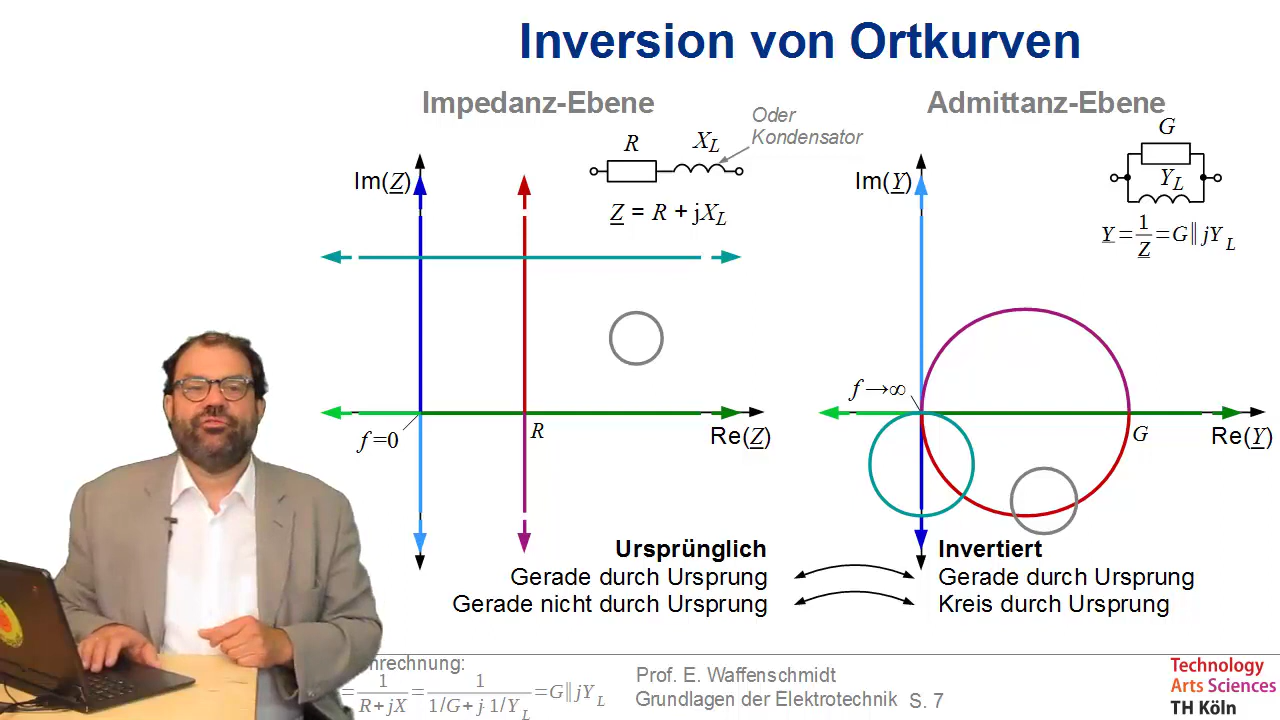 Inversion von Ortkurven
Impedanz-Ebene
Admittanz-Ebene
Oder
Kondensator
R
X_L
Z = R + jX_L
Im(Z)
f=0
R
Re(Z)
G
Y_L
Y = 1/Z = G || jY_L
Im(Y)
f→∞
G
Re(Y)
Ursprünglich
Gerade durch Ursprung
Gerade nicht durch Ursprung
Invertiert
Gerade durch Ursprung
Kreis durch Ursprung
= 1/(R+jX) = 1/(1/G+j 1/Y_L) = G || jY_L
Prof. E. Waffenschmidt
Grundlagen der Elektrotechnik S. 7
Technology
Arts Sciences
TH Köln